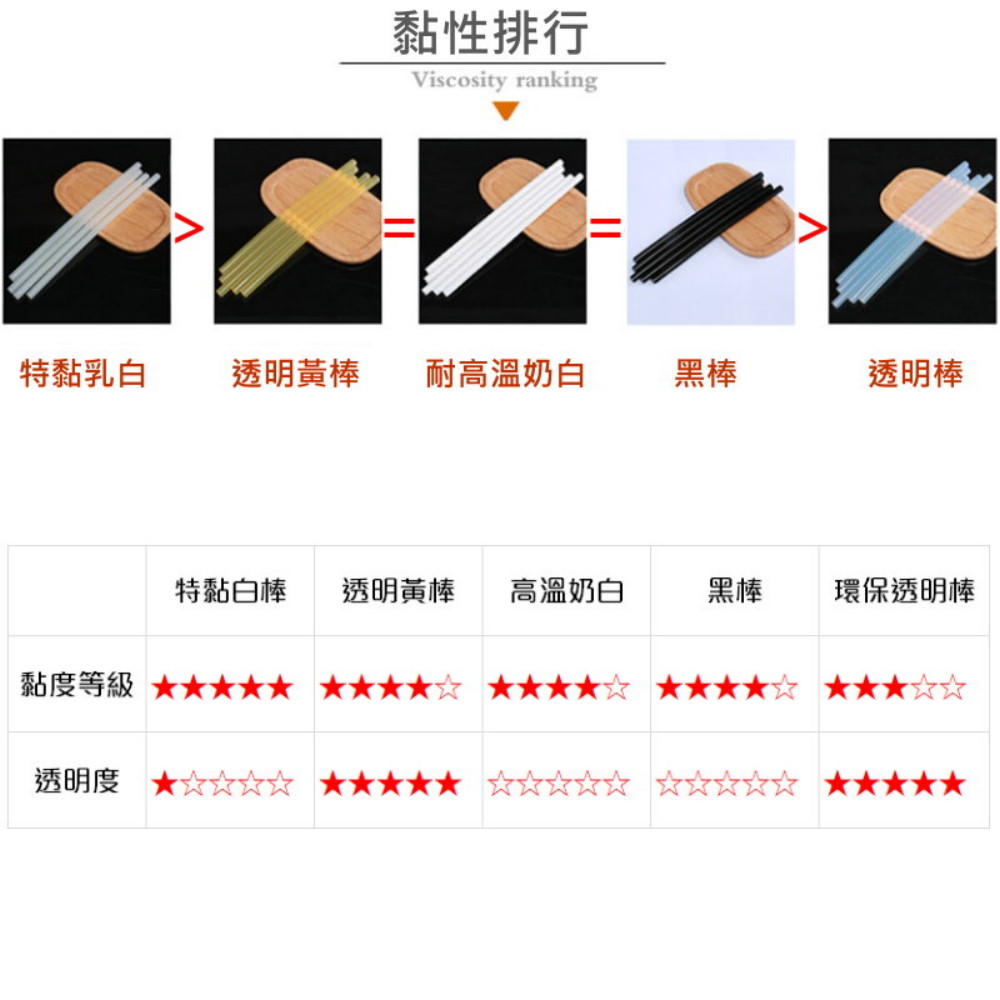 黏性排行
Viscosity ranking
> = = >
特黏乳白 透明黃棒 耐高溫奶白 黑棒 透明棒
特黏白棒 透明黃棒 高溫奶白 黑棒 環保透明棒
黏度等級 ★★★★★ ★★★★☆ ★★★★☆ ★★★★☆ ★★★☆☆
透明度 ★☆☆☆☆ ★★★★★ ☆☆☆☆☆ ☆☆☆☆☆ ★★★★★